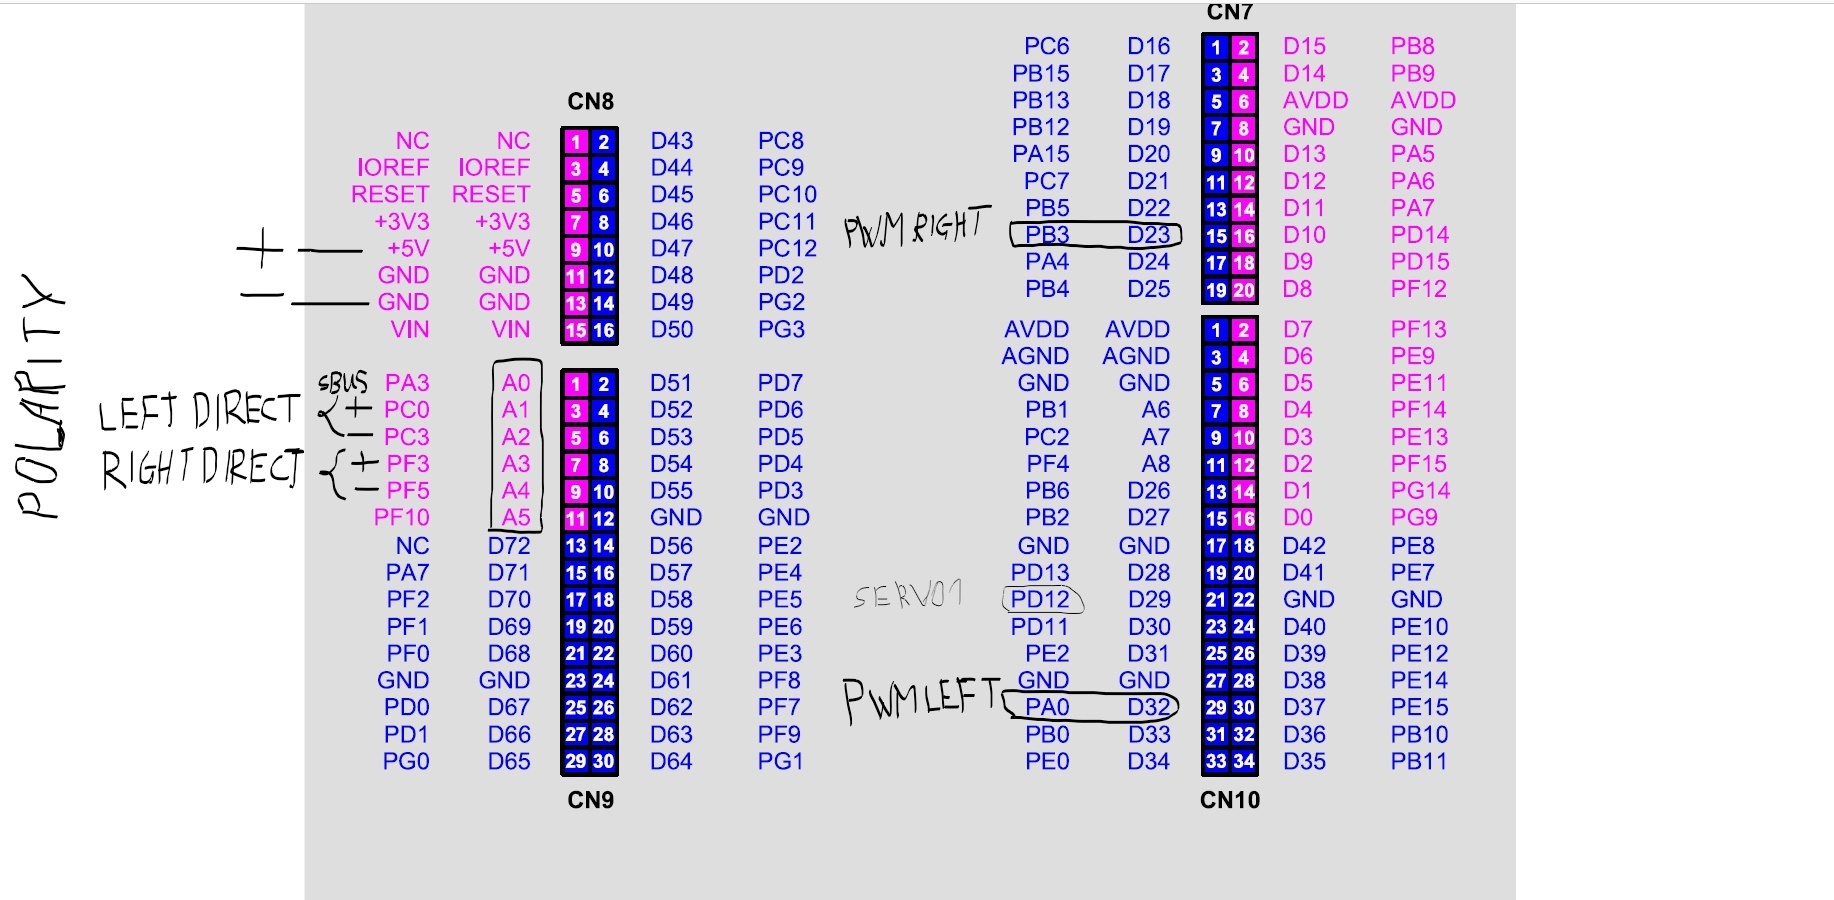 CN7
PC6 D16 1 2 D15 PB8
PB15 D17 3 4 D14 PB9
PB13 D18 5 6 AVDD AVDD
PB12 D19 7 8 GND GND
PA15 D20 9 10 D13 PA5
PC7 D21 11 12 D12 PA6
PB5 D22 13 14 D11 PA7
PWM RIGHT PB3 D23 15 16 D10 PD14
PA4 D24 17 18 D9 PD15
PB4 D25 19 20 D8 PF12
CN8
NC NC 1 2 D43 PC8
IOREF IOREF 3 4 D44 PC9
RESET RESET 5 6 D45 PC10
+3V3 +3V3 7 8 D46 PC11
+ +5V +5V 9 10 D47 PC12
GND GND 11 12 D48 PD2
- GND GND 13 14 D49 PG2
VIN VIN 15 16 D50 PG3
POLARITY
SBUS PA3 A0 1 2 D51 PD7
LEFT DIRECT + PC0 A1 3 4 D52 PD6
- PC3 A2 5 6 D53 PD5
RIGHT DIRECT + PF3 A3 7 8 D54 PD4
- PF5 A4 9 10 D55 PD3
PF10 A5 11 12 GND GND
NC D72 13 14 D56 PE2
PA7 D71 15 16 D57 PE4
PF2 D70 17 18 D58 PE5
PF1 D69 19 20 D59 PE6
PF0 D68 21 22 D60 PE3
GND GND 23 24 D61 PF8
PD0 D67 25 26 D62 PF7
PD1 D66 27 28 D63 PF9
PG0 D65 29 30 D64 PG1
CN9
AVDD AVDD 1 2 D7 PF13
AGND AGND 3 4 D6 PE9
GND GND 5 6 D5 PE11
PB1 A6 7 8 D4 PF14
PC2 A7 9 10 D3 PE13
PF4 A8 11 12 D2 PF15
PB6 D26 13 14 D1 PG14
PB2 D27 15 16 D0 PG9
GND GND 17 18 D42 PE8
PD13 D28 19 20 D41 PE7
SERVO1 PD12 D29 21 22 GND GND
PD11 D30 23 24 D40 PE10
PE2 D31 25 26 D39 PE12
GND GND 27 28 D38 PE14
PWM LEFT PA0 D32 29 30 D37 PE15
PB0 D33 31 32 D36 PB10
PE0 D34 33 34 D35 PB11
CN10